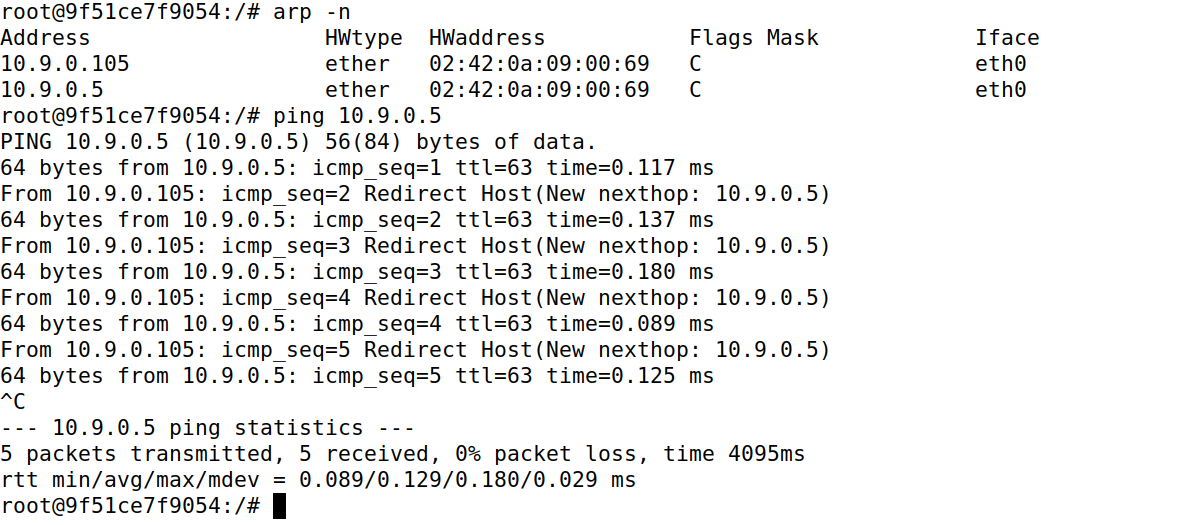 root@9f51ce7f9054:/# arp -n
Address                  HWtype  HWaddress           Flags Mask            Iface
10.9.0.105               ether   02:42:0a:09:00:69   C                     eth0
10.9.0.5                 ether   02:42:0a:09:00:69   C                     eth0
root@9f51ce7f9054:/# ping 10.9.0.5
PING 10.9.0.5 (10.9.0.5) 56(84) bytes of data.
64 bytes from 10.9.0.5: icmp_seq=1 ttl=63 time=0.117 ms
From 10.9.0.105: icmp_seq=2 Redirect Host(New nexthop: 10.9.0.5)
64 bytes from 10.9.0.5: icmp_seq=2 ttl=63 time=0.137 ms
From 10.9.0.105: icmp_seq=3 Redirect Host(New nexthop: 10.9.0.5)
64 bytes from 10.9.0.5: icmp_seq=3 ttl=63 time=0.180 ms
From 10.9.0.105: icmp_seq=4 Redirect Host(New nexthop: 10.9.0.5)
64 bytes from 10.9.0.5: icmp_seq=4 ttl=63 time=0.089 ms
From 10.9.0.105: icmp_seq=5 Redirect Host(New nexthop: 10.9.0.5)
64 bytes from 10.9.0.5: icmp_seq=5 ttl=63 time=0.125 ms
^C
--- 10.9.0.5 ping statistics ---
5 packets transmitted, 5 received, 0% packet loss, time 4095ms
rtt min/avg/max/mdev = 0.089/0.129/0.180/0.029 ms
root@9f51ce7f9054:/#